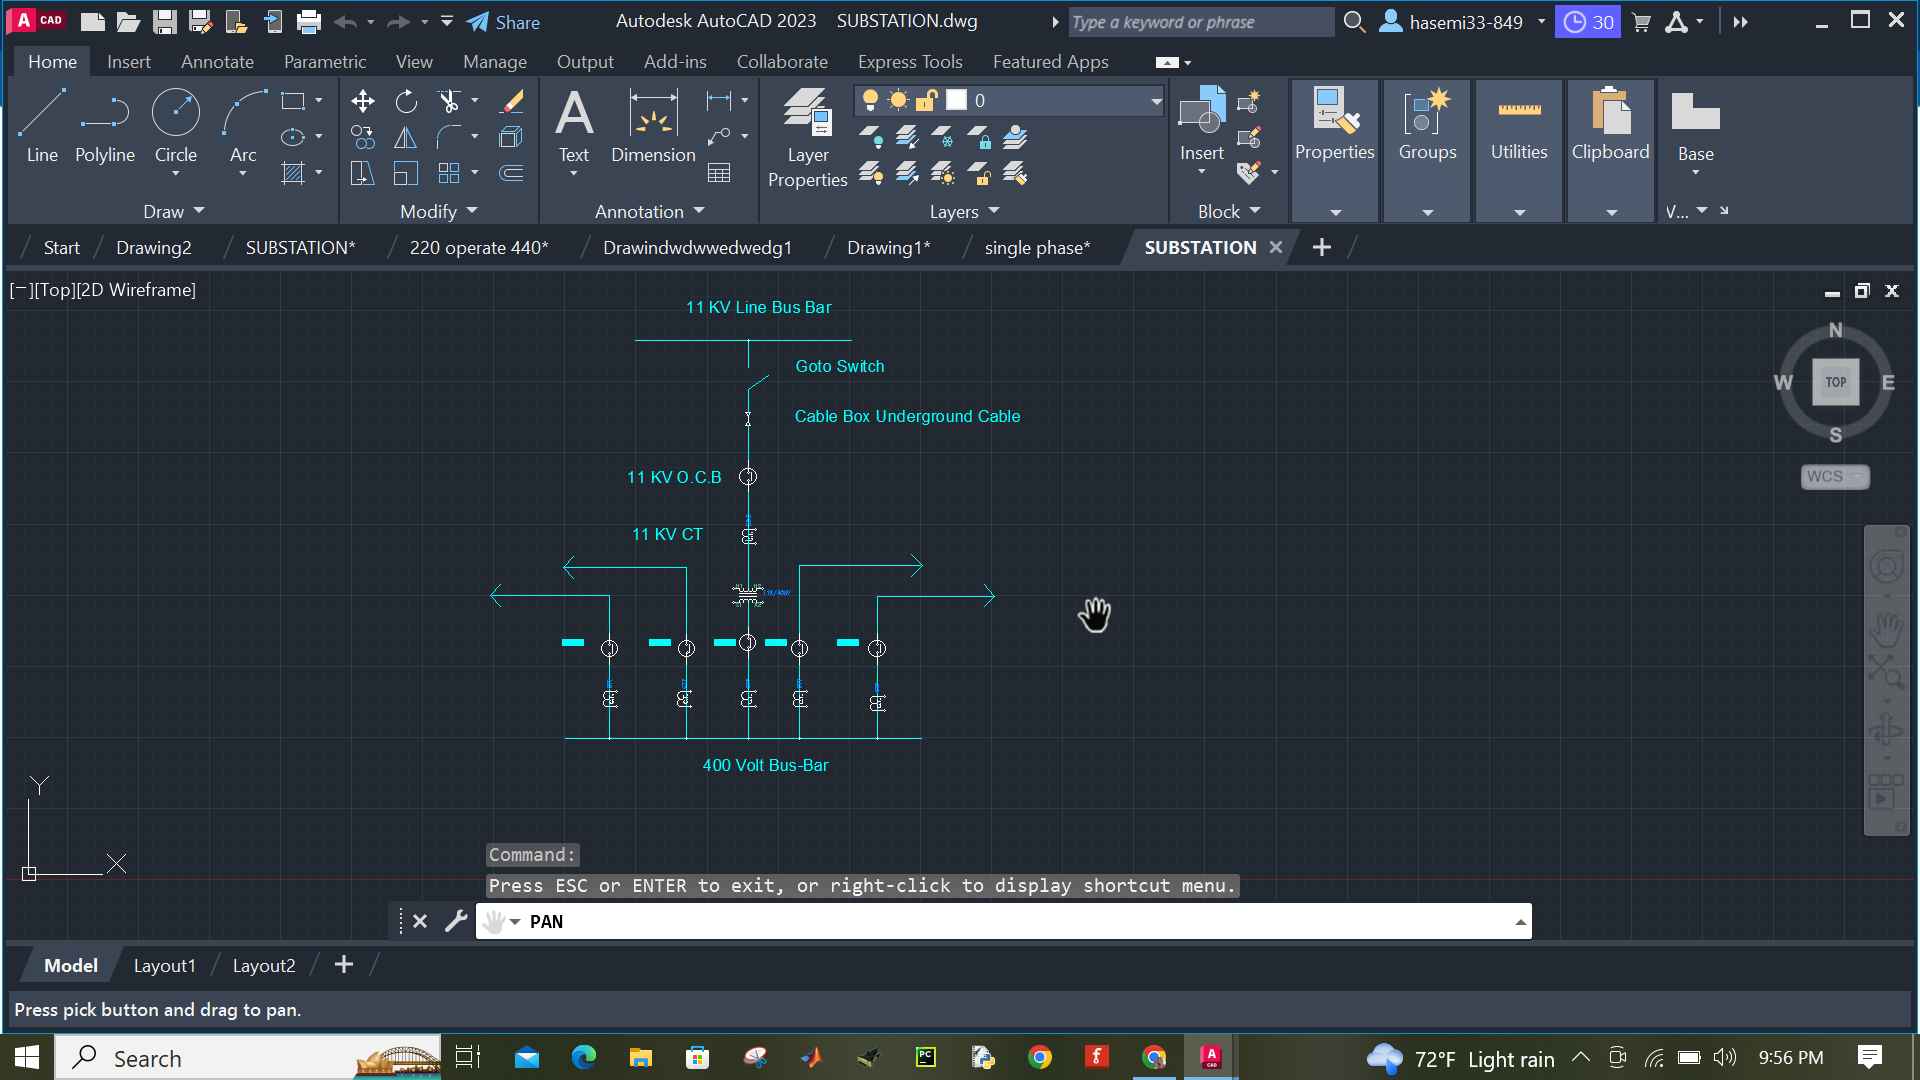 A CAD
Share
Autodesk AutoCAD 2023 SUBSTATION.dwg
Type a keyword or phrase
hasemi33-849
30
Home Insert Annotate Parametric View Manage Output Add-ins Collaborate Express Tools Featured Apps
0
Line Polyline Circle Arc
Text Dimension
Layer
Properties
Insert
Properties Groups Utilities Clipboard Base
Draw Modify Annotation Layers Block V...
Start Drawing2 SUBSTATION* 220 operate 440* Drawindwdwwedwedg1 Drawing1* single phase* SUBSTATION
[−][Top][2D Wireframe]
11 KV Line Bus Bar
Goto Switch
Cable Box Underground Cable
11 KV O.C.B
11 KV CT
400 Volt Bus-Bar
N
W TOP E
S
WCS
Y
X
Command:
Press ESC or ENTER to exit, or right-click to display shortcut menu.
PAN
Model Layout1 Layout2
Press pick button and drag to pan.
Search
PC
A CAD
72°F Light rain
9:56 PM